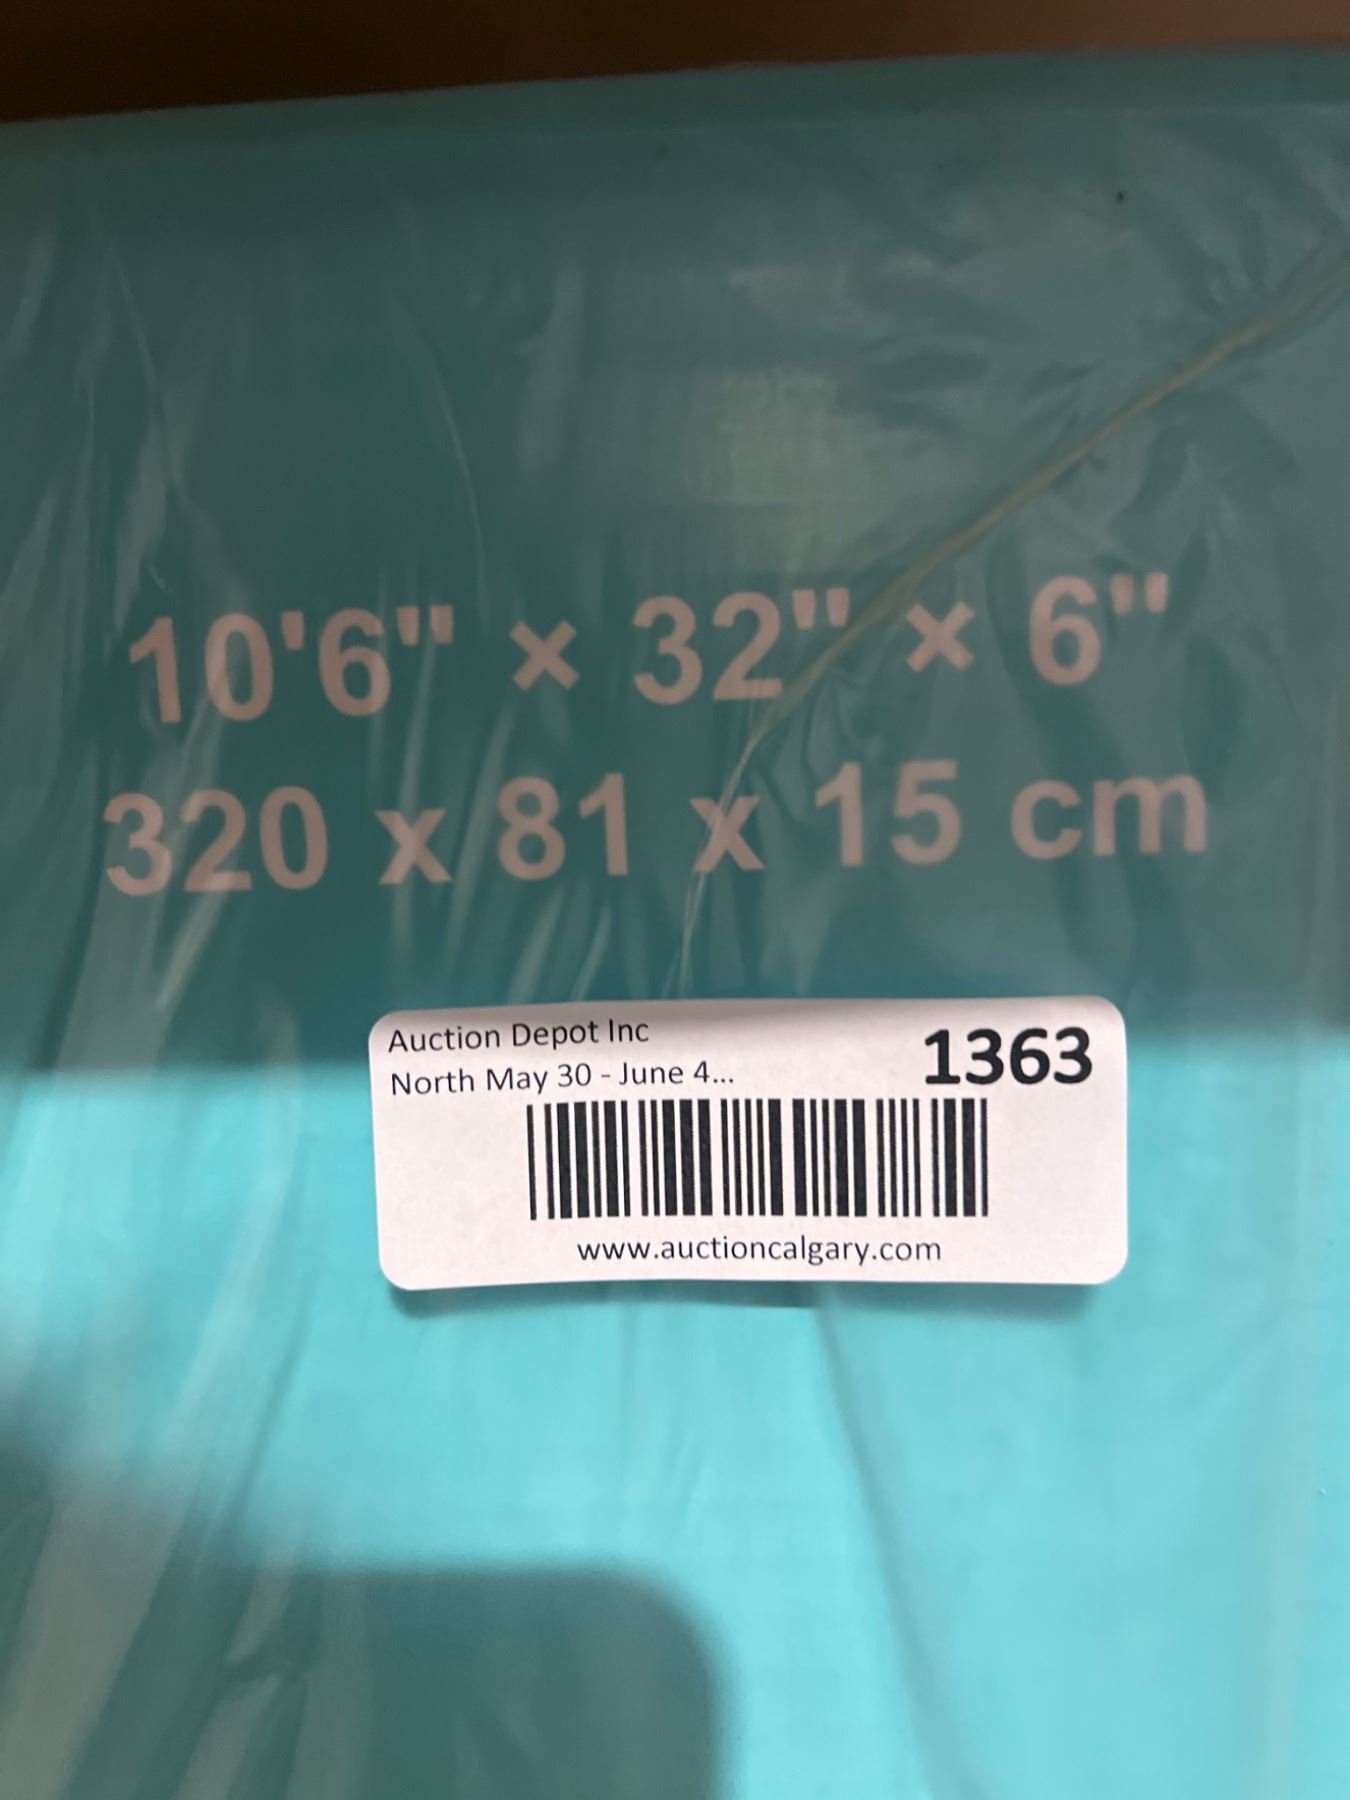 10'6" × 32" × 6"
320 x 81 x 15 cm
Auction Depot Inc
North May 30 - June 4...
1363
www.auctioncalgary.com